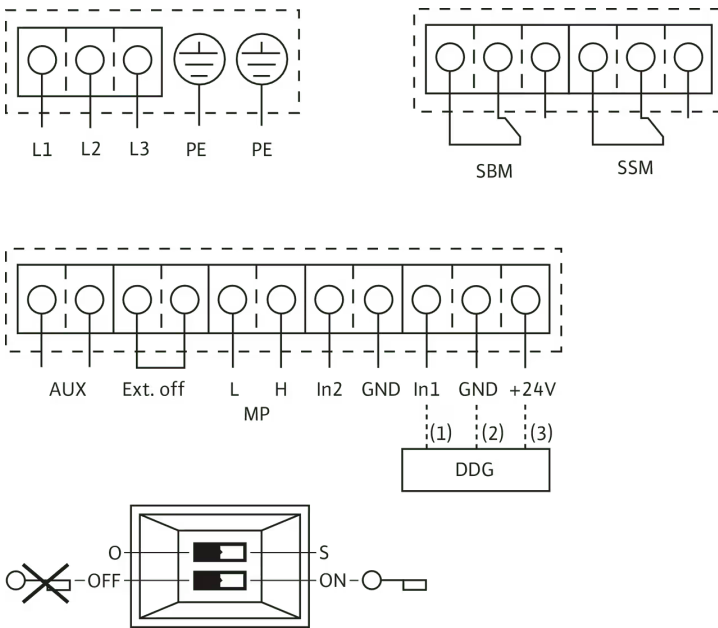 L1 L2 L3 PE PE
SBM SSM
AUX Ext. off L H In2 GND In1 GND +24V
MP
(1) (2) (3)
DDG
O S
OFF ON